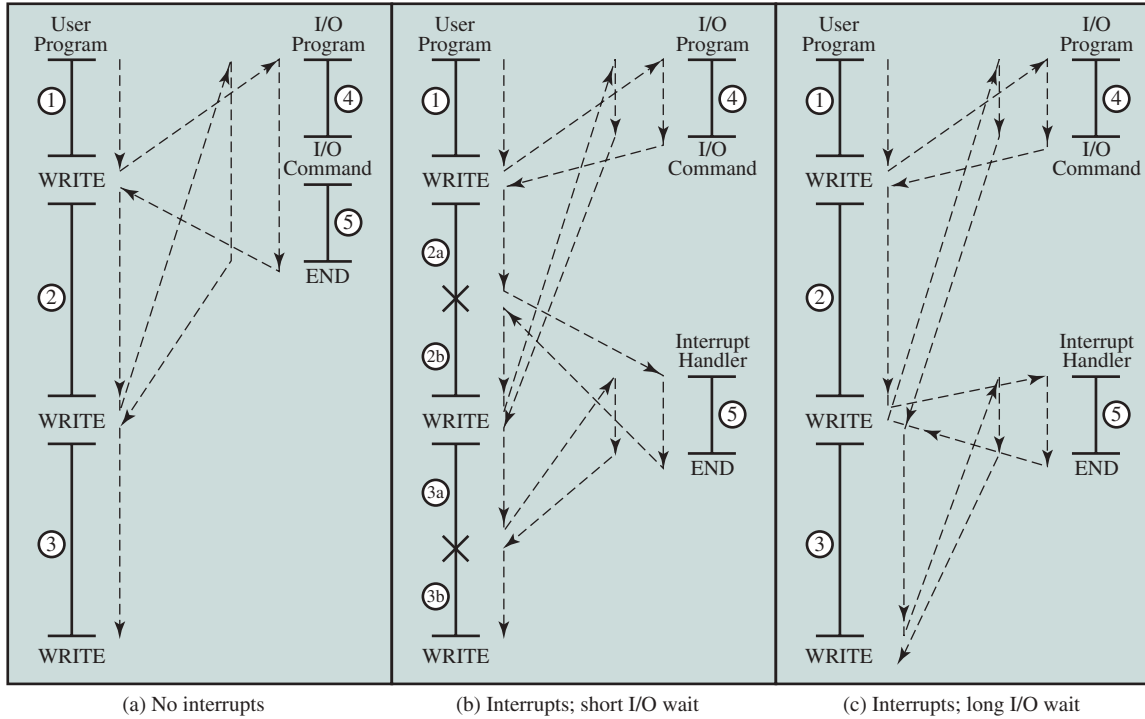 User
Program
I/O
Program
1
4
I/O
Command
WRITE
5
END
2
WRITE
3
WRITE
(a) No interrupts
User
Program
I/O
Program
1
4
I/O
Command
WRITE
2a
2b
Interrupt
Handler
WRITE
5
END
3a
3b
WRITE
(b) Interrupts; short I/O wait
User
Program
I/O
Program
1
4
I/O
Command
WRITE
2
Interrupt
Handler
WRITE
5
END
3
WRITE
(c) Interrupts; long I/O wait